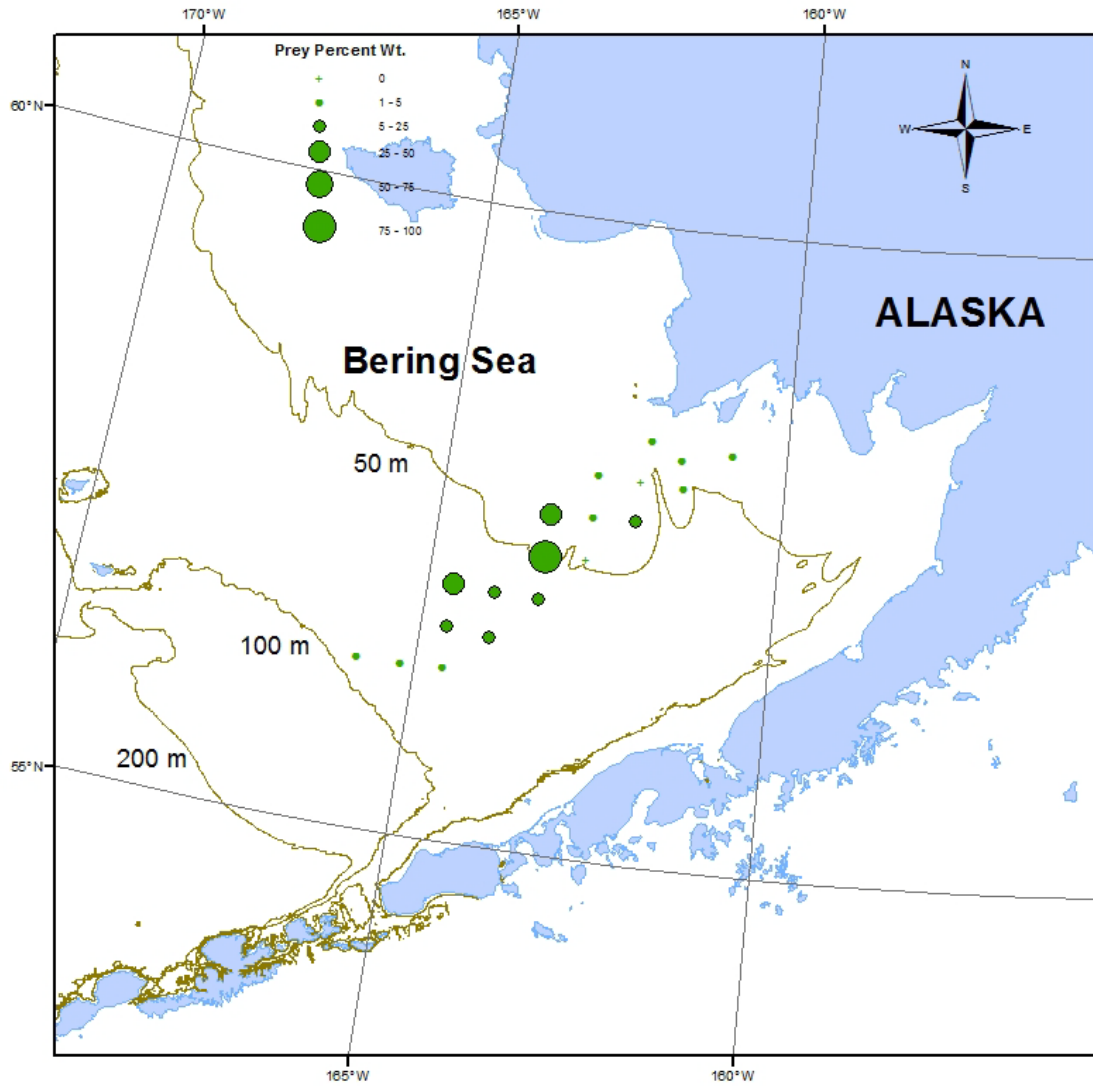 170°W
165°W
160°W
Prey Percent Wt.
0
1 - 5
5 - 25
25 - 50
50 - 75
75 - 100
N
W
E
S
60°N
ALASKA
Bering Sea
50 m
100 m
200 m
55°N
165°W
160°W